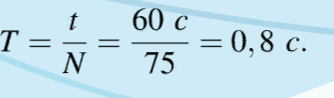 T = t/N = 60 с/75 = 0,8 с.